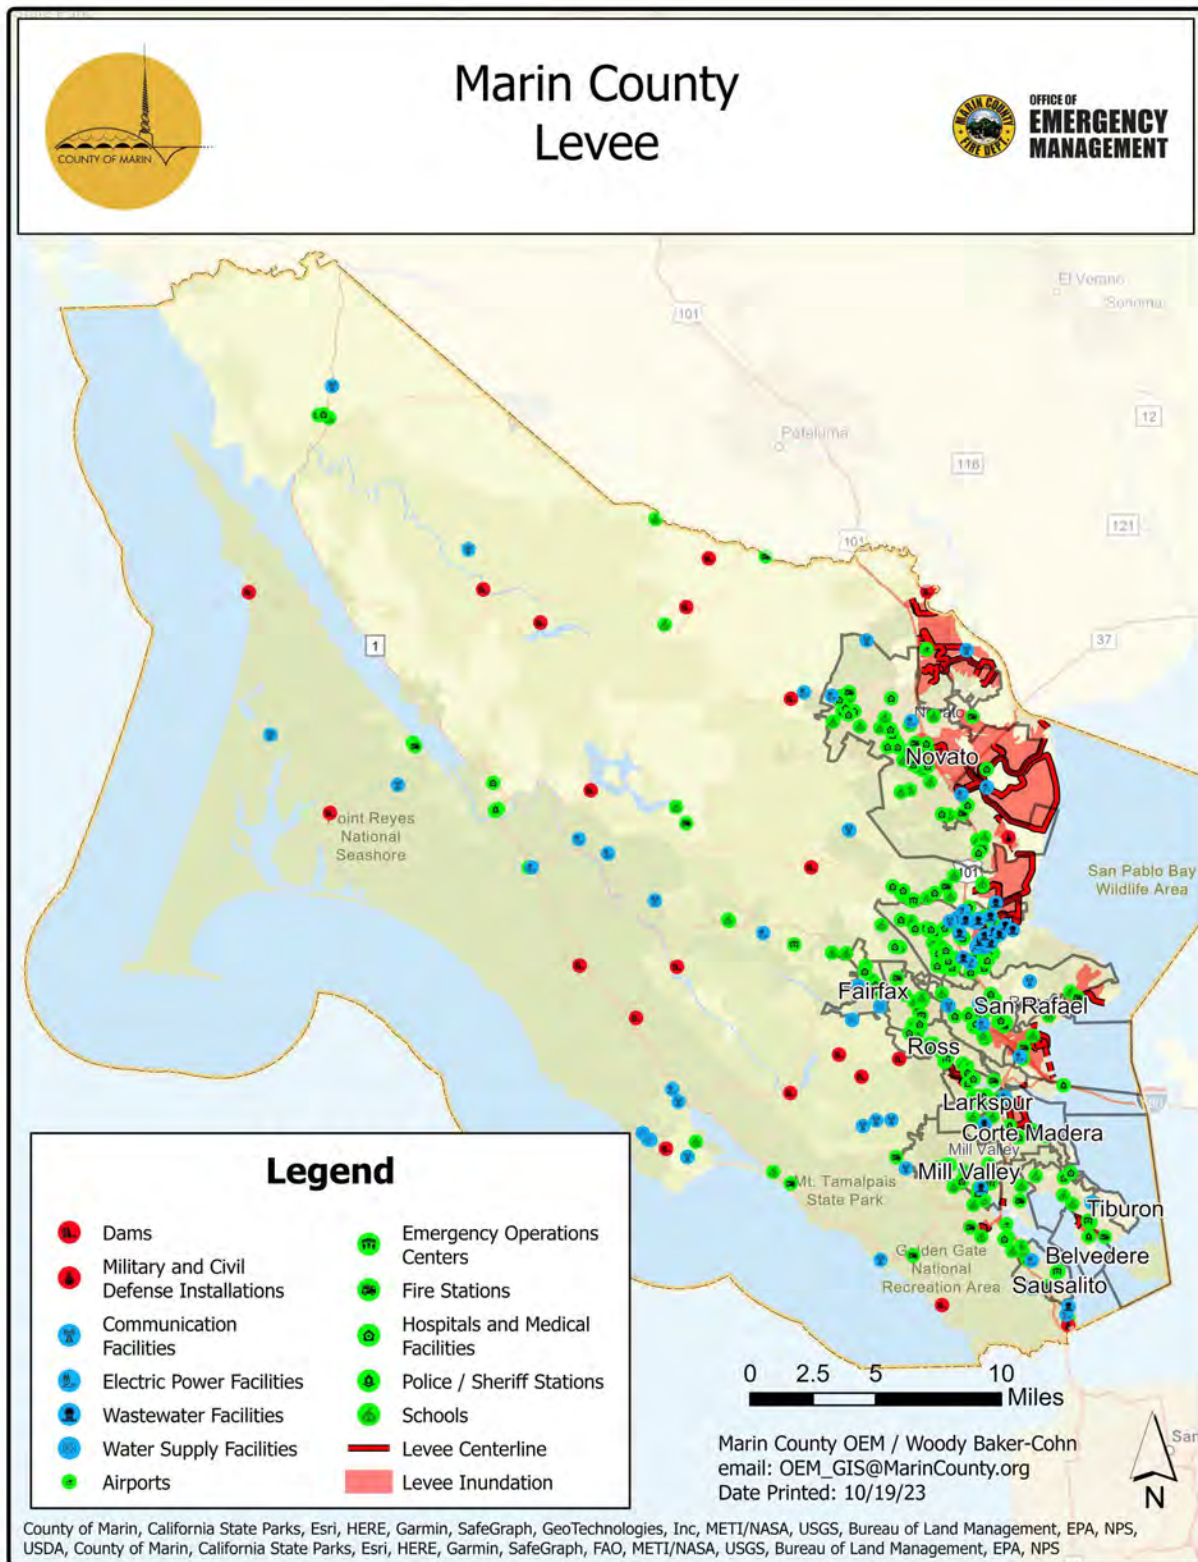 State Park
Marin County
Levee
COUNTY OF MARIN
MARIN COUNTY
FIRE DEPT.
OFFICE OF
EMERGENCY
MANAGEMENT
El Verano
Sonoma
101
12
Petaluma
116
121
101
37
1
Novato
Point Reyes
National
Seashore
101
San Pablo Bay
Wildlife Area
Fairfax
San Rafael
Ross
Larkspur
Corte Madera
Mill Valley
Mill Valley
Mt. Tamalpais
State Park
Tiburon
Golden Gate
National
Recreation Area
Belvedere
Sausalito
Legend
Dams
Military and Civil
Defense Installations
Communication
Facilities
Electric Power Facilities
Wastewater Facilities
Water Supply Facilities
Airports
Emergency Operations
Centers
Fire Stations
Hospitals and Medical
Facilities
Police / Sheriff Stations
Schools
Levee Centerline
Levee Inundation
0 2.5 5 10
Miles
Marin County OEM / Woody Baker-Cohn
email: OEM_GIS@MarinCounty.org
Date Printed: 10/19/23
San
N
County of Marin, California State Parks, Esri, HERE, Garmin, SafeGraph, GeoTechnologies, Inc, METI/NASA, USGS, Bureau of Land Management, EPA, NPS,
USDA, County of Marin, California State Parks, Esri, HERE, Garmin, SafeGraph, FAO, METI/NASA, USGS, Bureau of Land Management, EPA, NPS